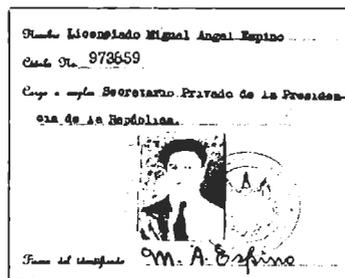 Nombre Licenciado Miguel Angel Espino
Cédula No. 973859
Cargo o empleo Secretario Privado de la Presiden-
cia de la República.
Firma del identificado M. A. Espino